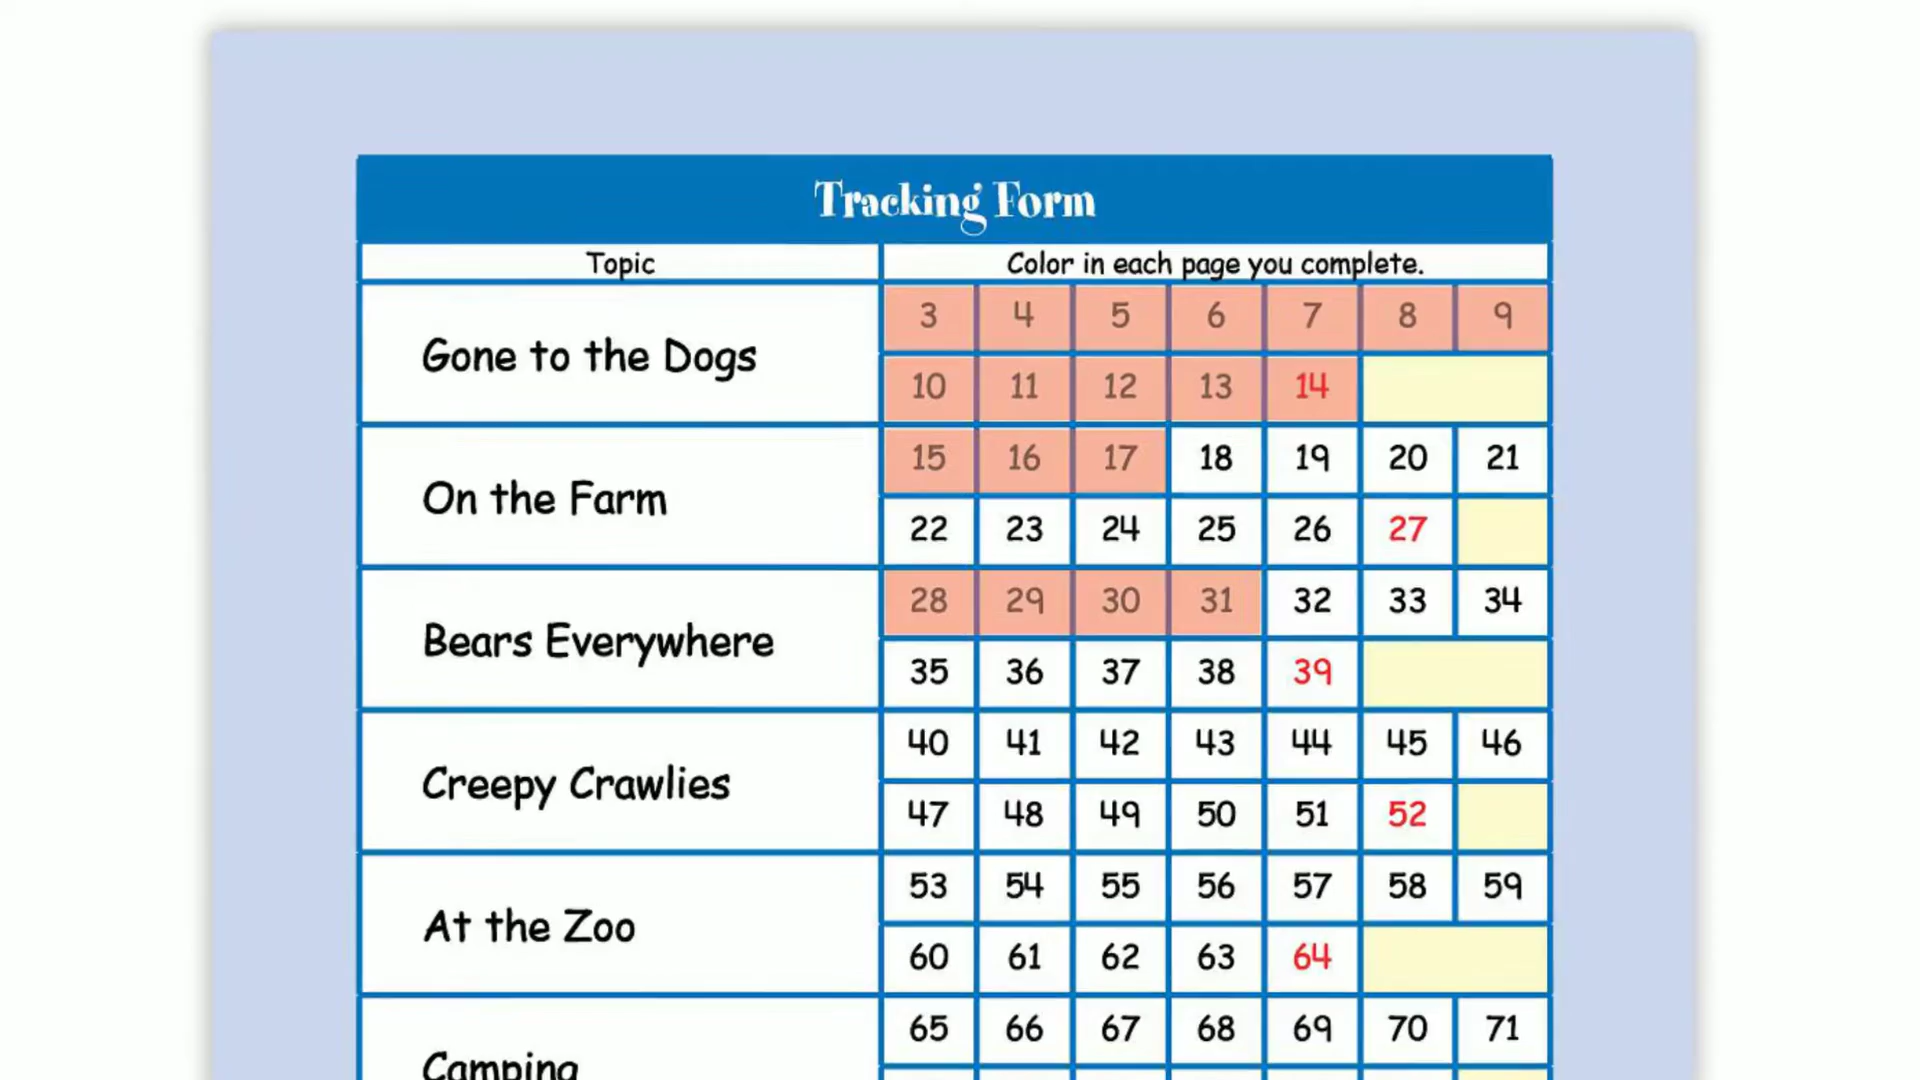 Tracking Form
Topic Color in each page you complete.
Gone to the Dogs
3 4 5 6 7 8 9
10 11 12 13 14
On the Farm
15 16 17 18 19 20 21
22 23 24 25 26 27
Bears Everywhere
28 29 30 31 32 33 34
35 36 37 38 39
Creepy Crawlies
40 41 42 43 44 45 46
47 48 49 50 51 52
At the Zoo
53 54 55 56 57 58 59
60 61 62 63 64
Camping
65 66 67 68 69 70 71